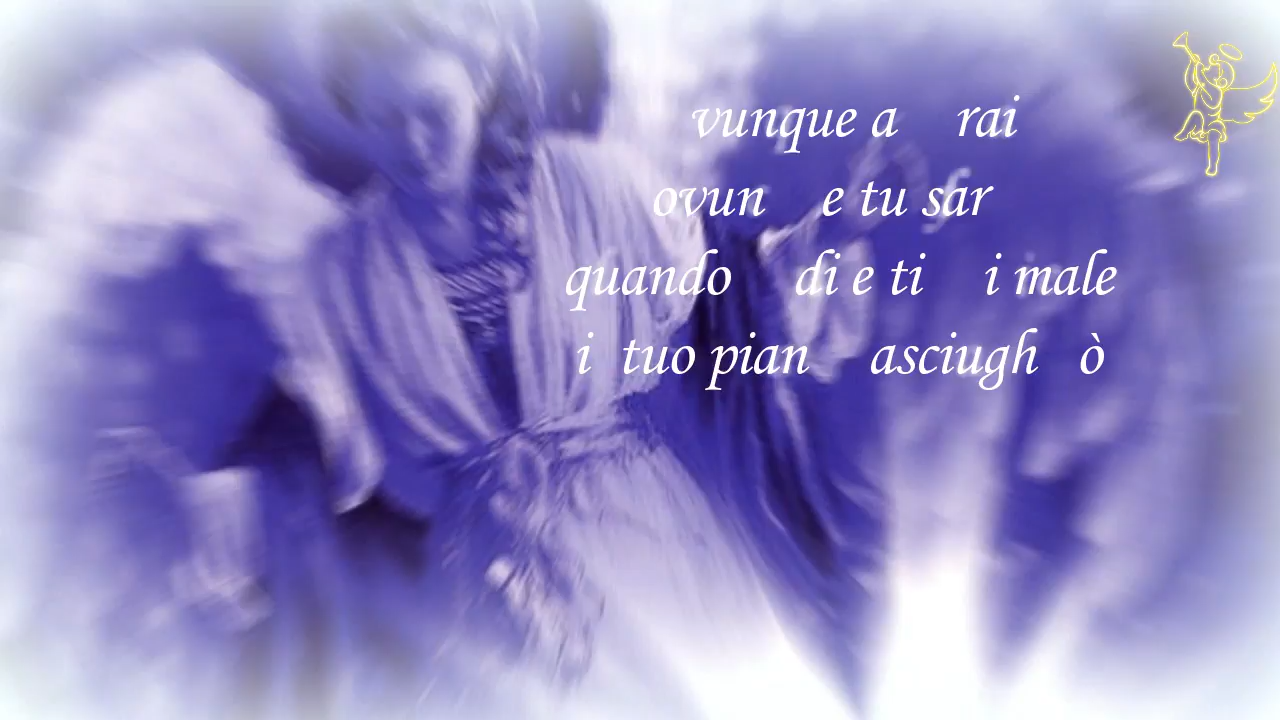 vunque a rai
ovun e tu sar
quando di e ti i male
i tuo pian asciugh ò